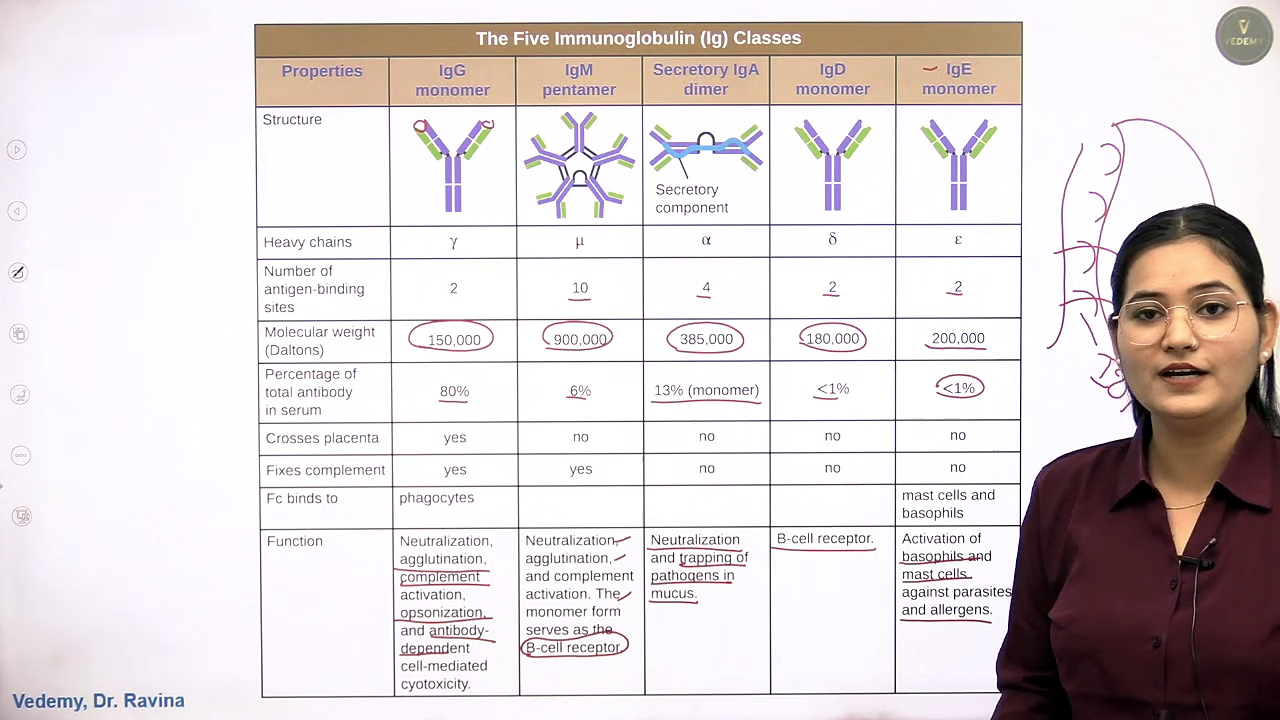 The Five Immunoglobulin (Ig) Classes
Properties
IgG
monomer
IgM
pentamer
Secretory IgA
dimer
IgD
monomer
IgE
monomer
Structure
Secretory
component
Heavy chains
γ
μ
α
δ
ε
Number of
antigen-binding
sites
2
10
4
2
2
Molecular weight
(Daltons)
150,000
900,000
385,000
180,000
200,000
Percentage of
total antibody
in serum
80%
6%
13% (monomer)
<1%
<1%
Crosses placenta
yes
no
no
no
no
Fixes complement
yes
yes
no
no
no
Fc binds to
phagocytes
mast cells and
basophils
Function
Neutralization,
agglutination,
complement
activation,
opsonization,
and antibody-
dependent
cell-mediated
cyotoxicity.
Neutralization,
agglutination,
and complement
activation. The
monomer form
serves as the
B-cell receptor.
Neutralization
and trapping of
pathogens in
mucus.
B-cell receptor.
Activation of
basophils and
mast cells
against parasites
and allergens.
VEDEMY
Vedemy, Dr. Ravina